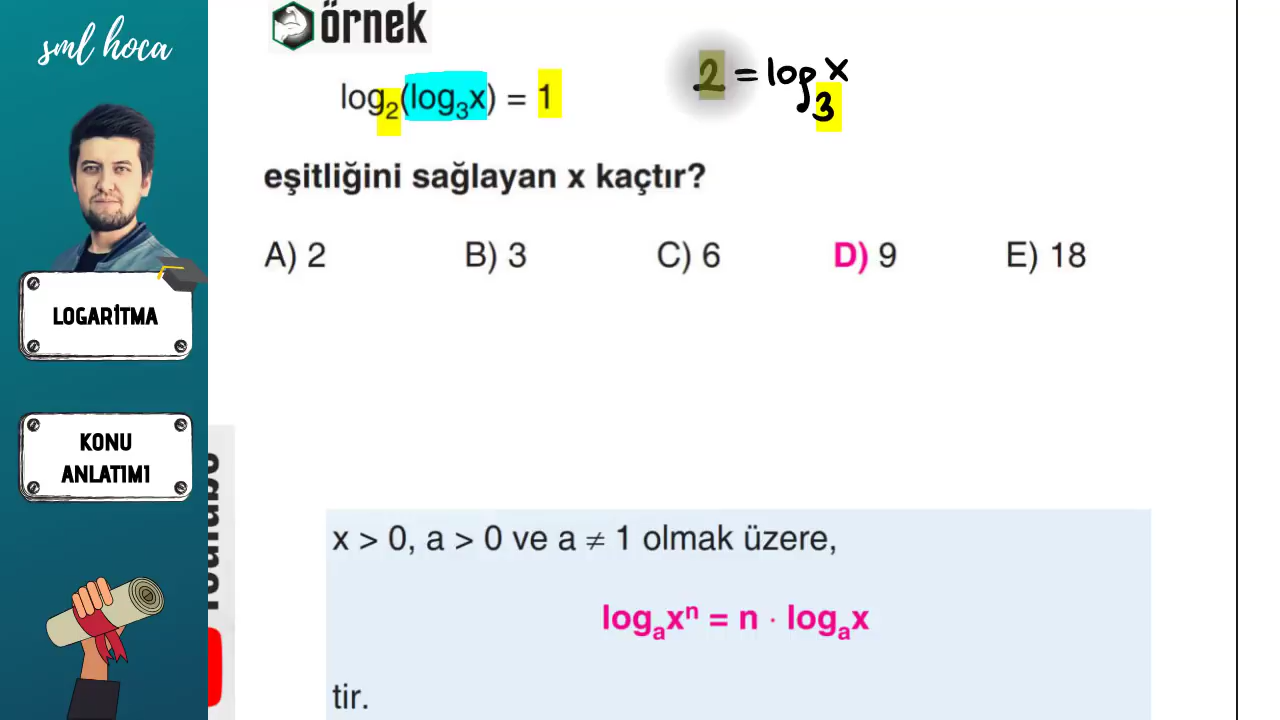 sml hoca
örnek
log₂(log₃x) = 1
2 = log₃x
eşitliğini sağlayan x kaçtır?
A) 2 B) 3 C) 6 D) 9 E) 18
LOGARİTMA
KONU
ANLATIMI
x > 0, a > 0 ve a ≠ 1 olmak üzere,
logₐxⁿ = n · logₐx
tir.